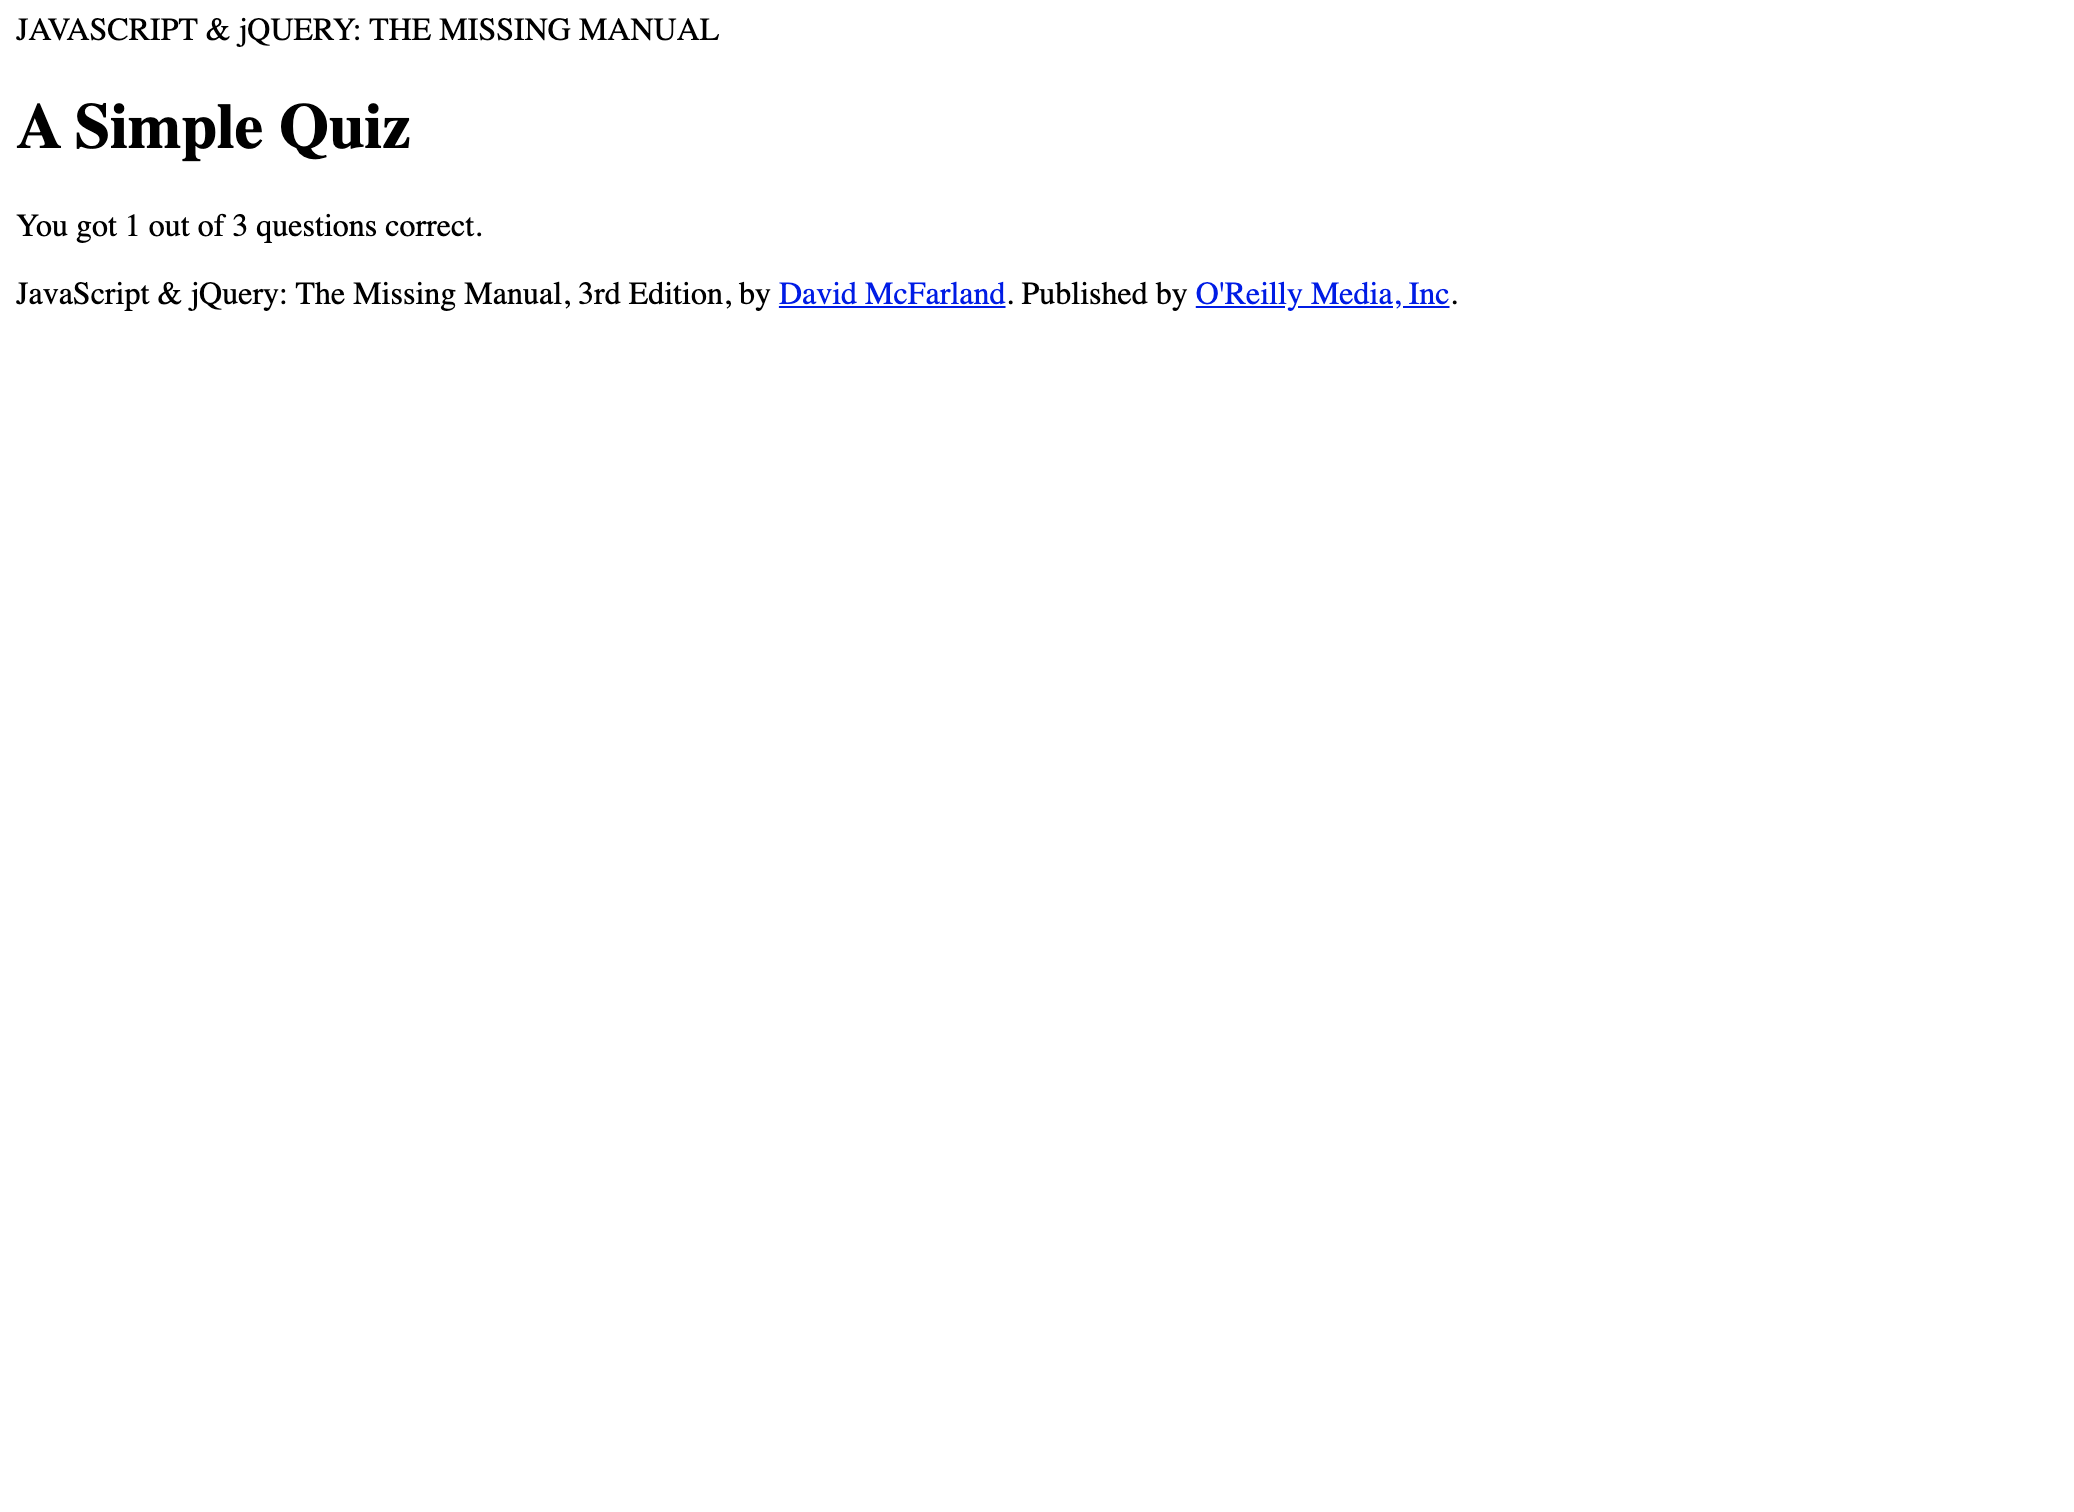 JAVASCRIPT & jQUERY: THE MISSING MANUAL
A Simple Quiz
You got 1 out of 3 questions correct.
JavaScript & jQuery: The Missing Manual, 3rd Edition, by David McFarland. Published by O'Reilly Media, Inc.